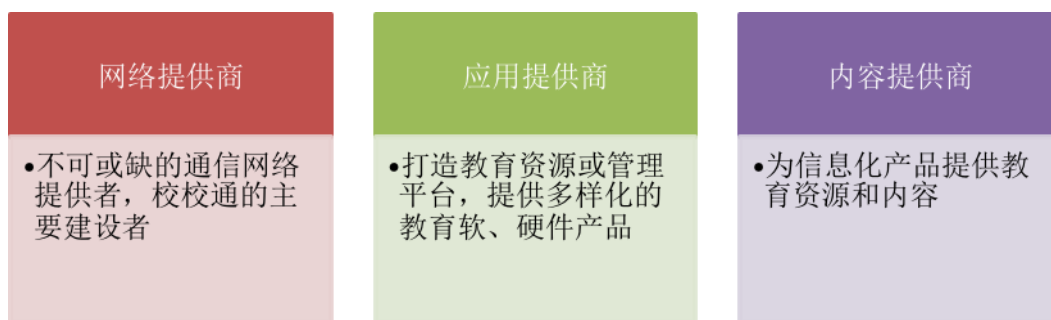 网络提供商
•不可或缺的通信网络
提供者，校校通的主
要建设者
应用提供商
•打造教育资源或管理
平台，提供多样化的
教育软、硬件产品
内容提供商
•为信息化产品提供教
育资源和内容